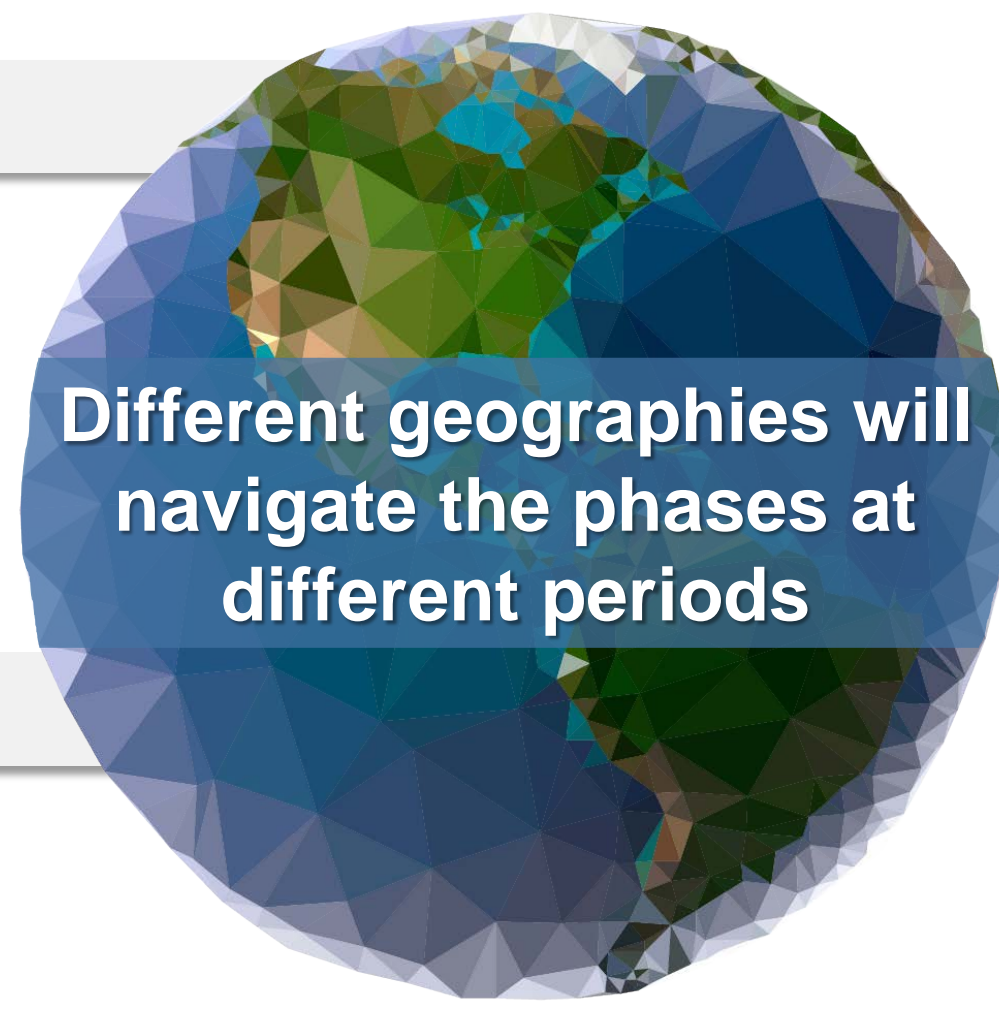 Different geographies will
navigate the phases at
different periods